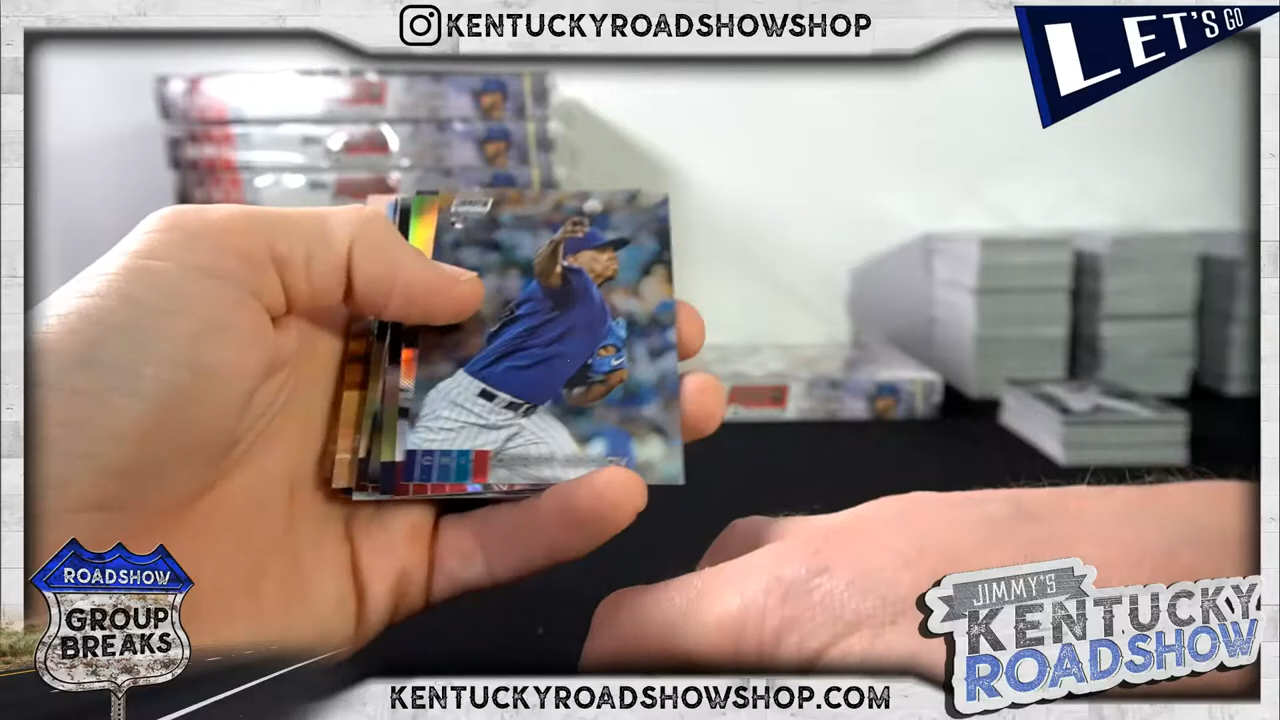 KENTUCKYROADSHOWSHOP
LET'S GO
ROADSHOW
GROUP
BREAKS
JIMMY'S
KENTUCKY
ROADSHOW
KENTUCKYROADSHOWSHOP.COM